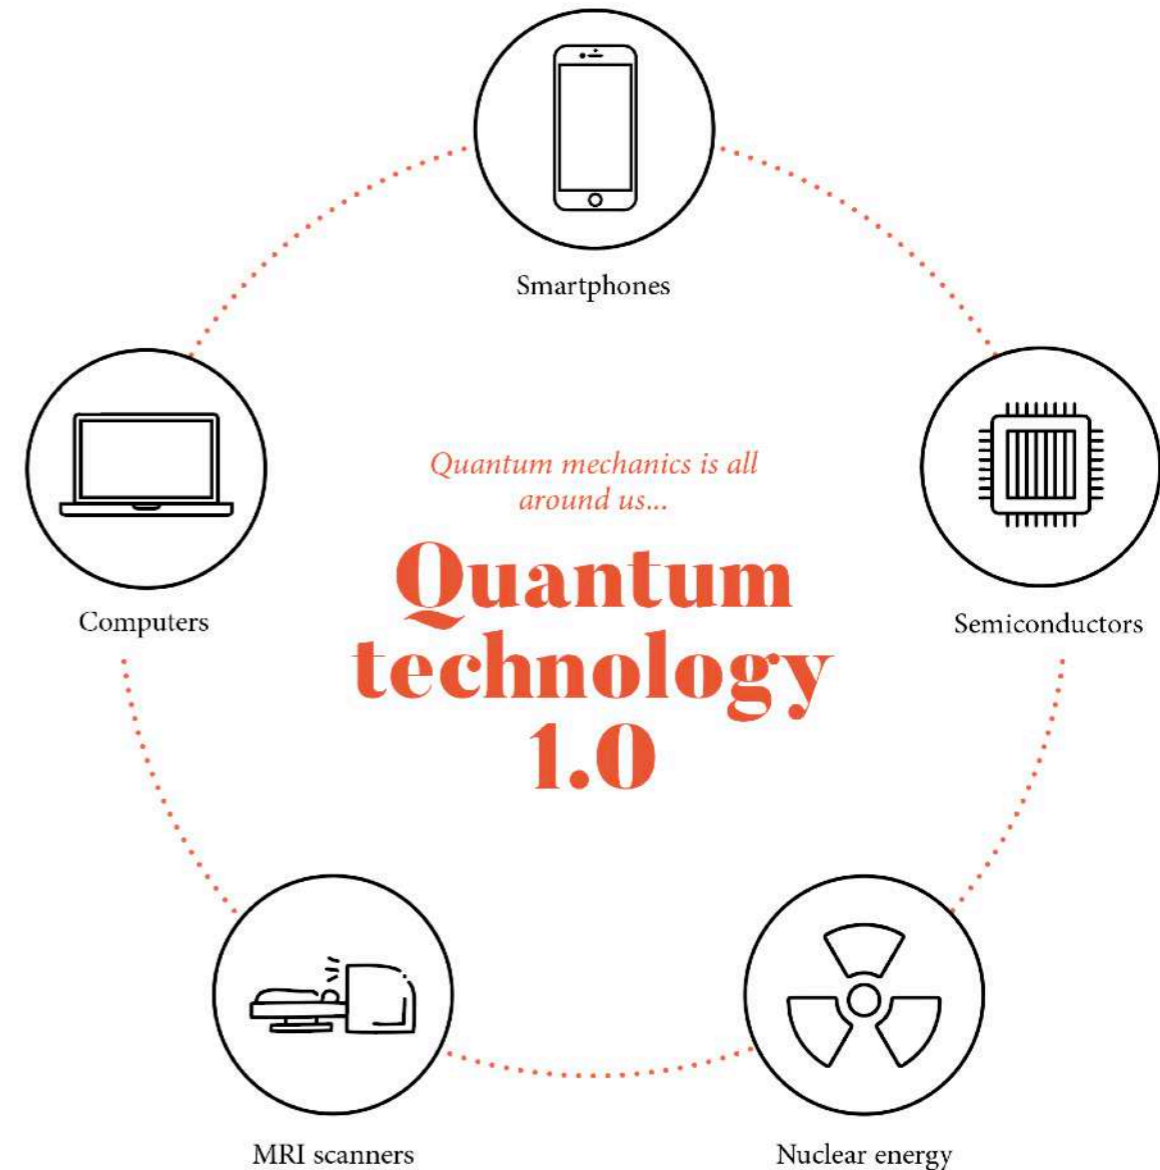 Smartphones
Computers
Semiconductors
Quantum mechanics is all
around us...
Quantum
technology
1.0
MRI scanners
Nuclear energy